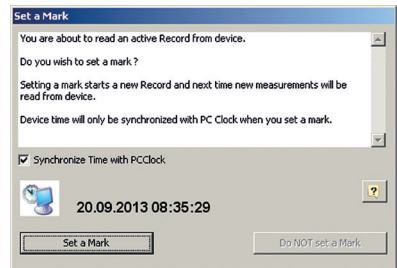 Set a Mark
You are about to read an active Record from device.
Do you wish to set a mark ?
Setting a mark starts a new Record and next time new measurements will be
read from device.
Device time will only be synchronized with PC Clock when you set a mark.
Synchronize Time with PCClock
?
20.09.2013 08:35:29
Set a Mark
Do NOT set a Mark